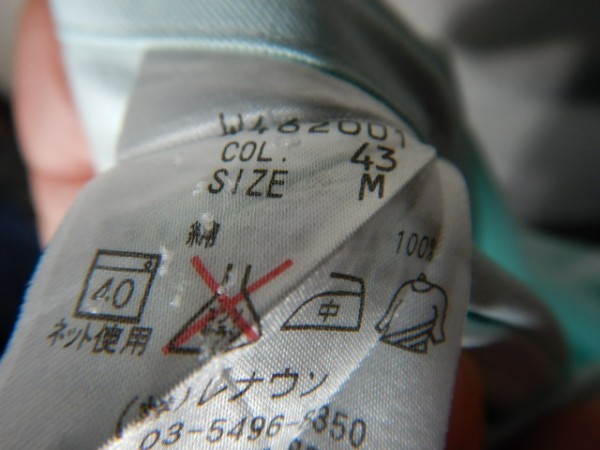 W482001
COL. 43
SIZE M
綿 100%
40 中
ネット使用
(株)レナウン
03-5496-